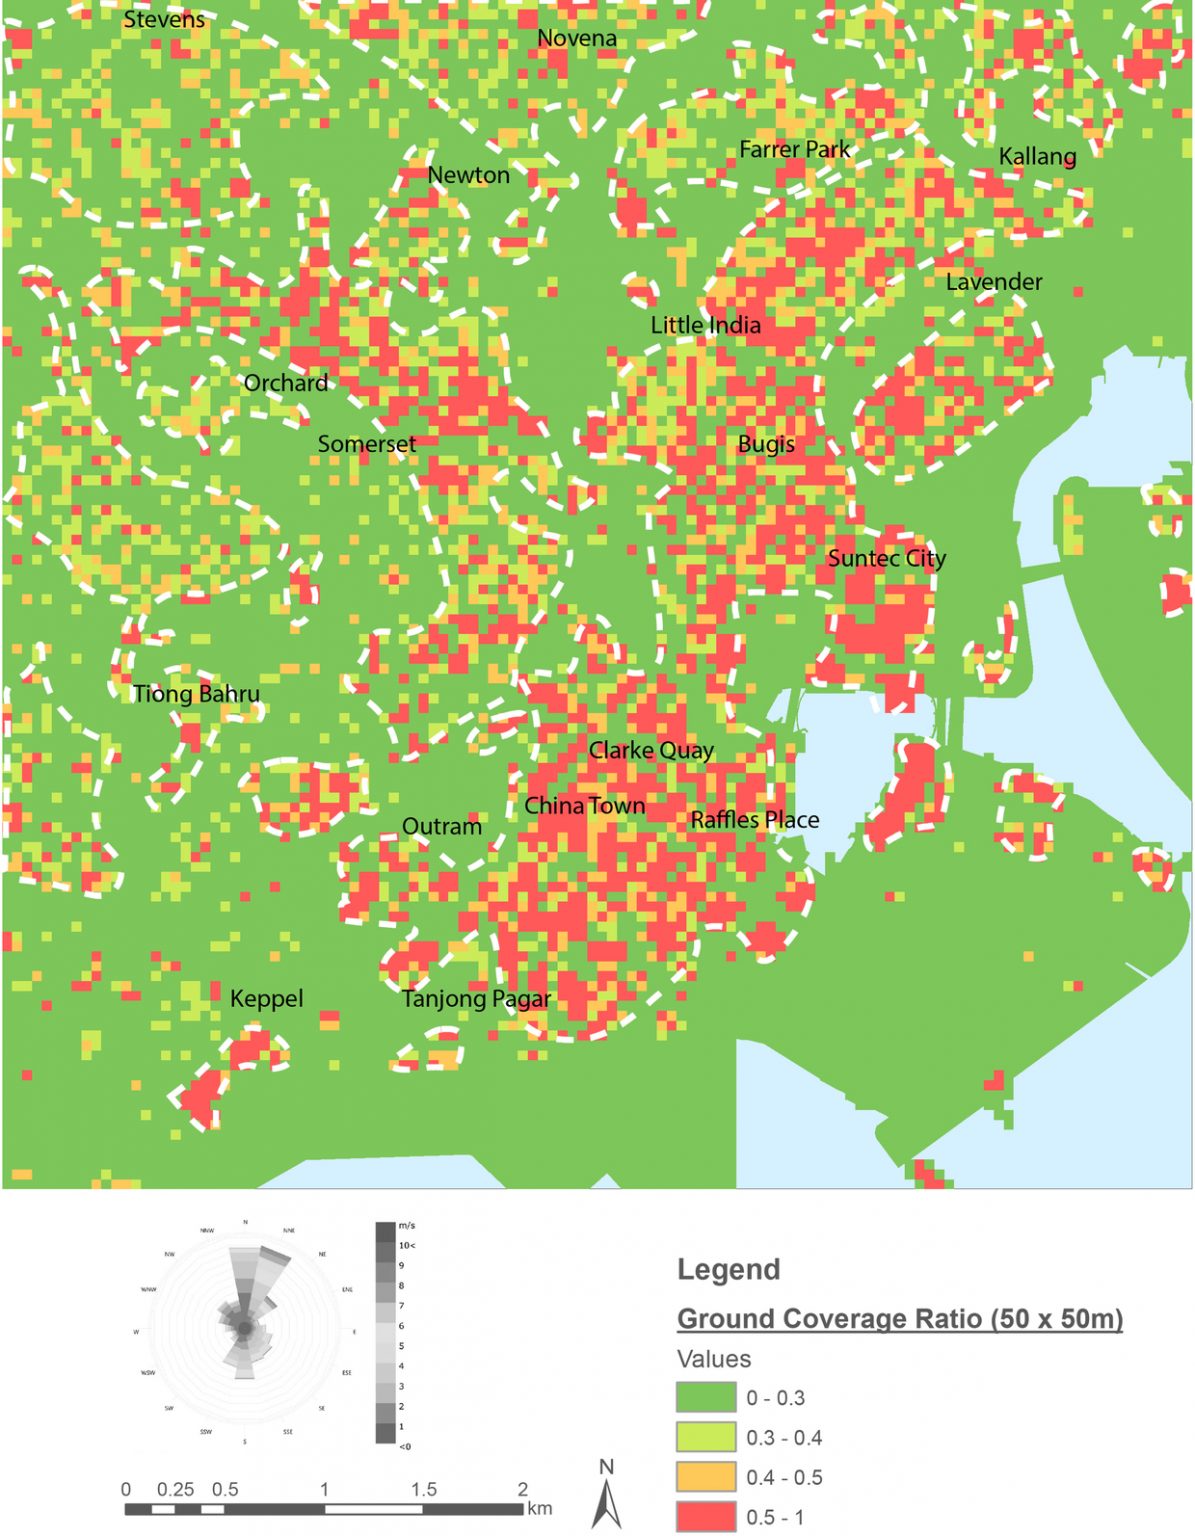 Stevens
Novena
Farrer Park
Kallang
Newton
Lavender
Little India
Orchard
Somerset
Bugis
Suntec City
Tiong Bahru
Clarke Quay
China Town
Raffles Place
Outram
Keppel
Tanjong Pagar
N
NNW
NNE
NW
NE
WNW
ENE
W
E
WSW
ESE
SW
SE
SSW
SSE
S
m/s
10<
9
8
7
6
5
4
3
2
1
<0
Legend
Ground Coverage Ratio (50 x 50m)
Values
0 - 0.3
0.3 - 0.4
0.4 - 0.5
0.5 - 1
0 0.25 0.5 1 1.5 2
km
N